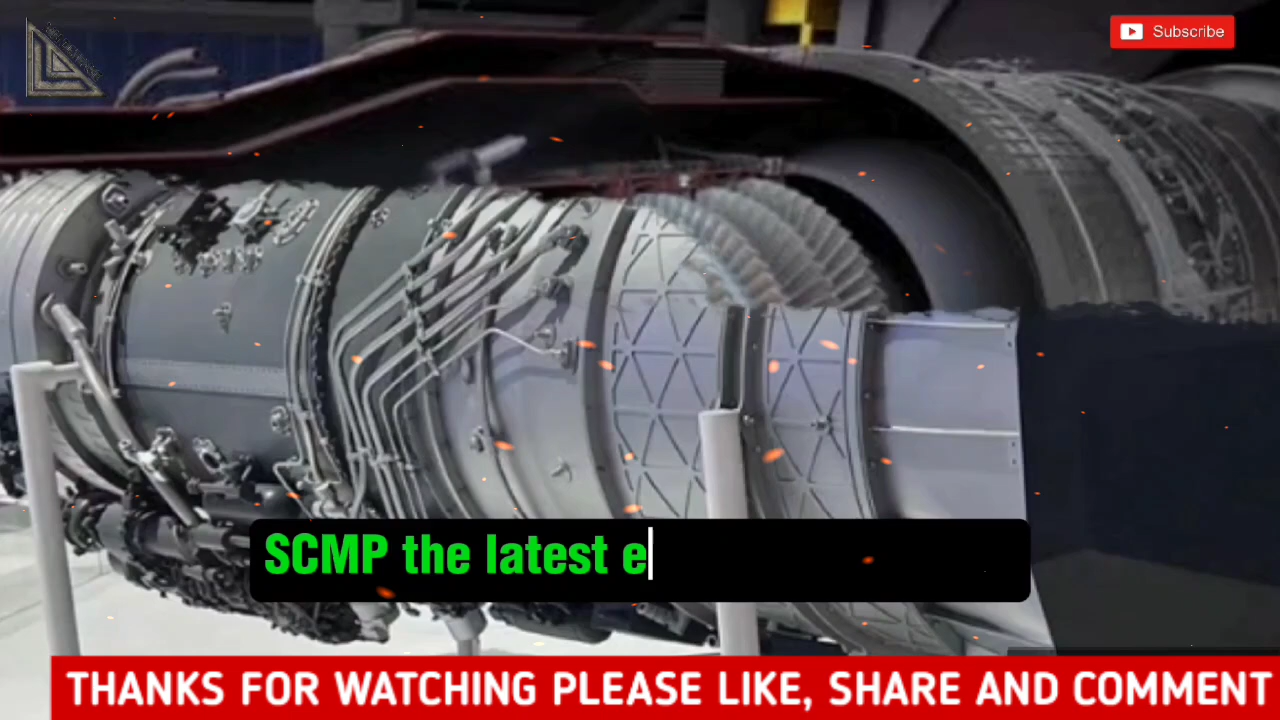 Subscribe
SCMP the latest e
THANKS FOR WATCHING PLEASE LIKE, SHARE AND COMMENT